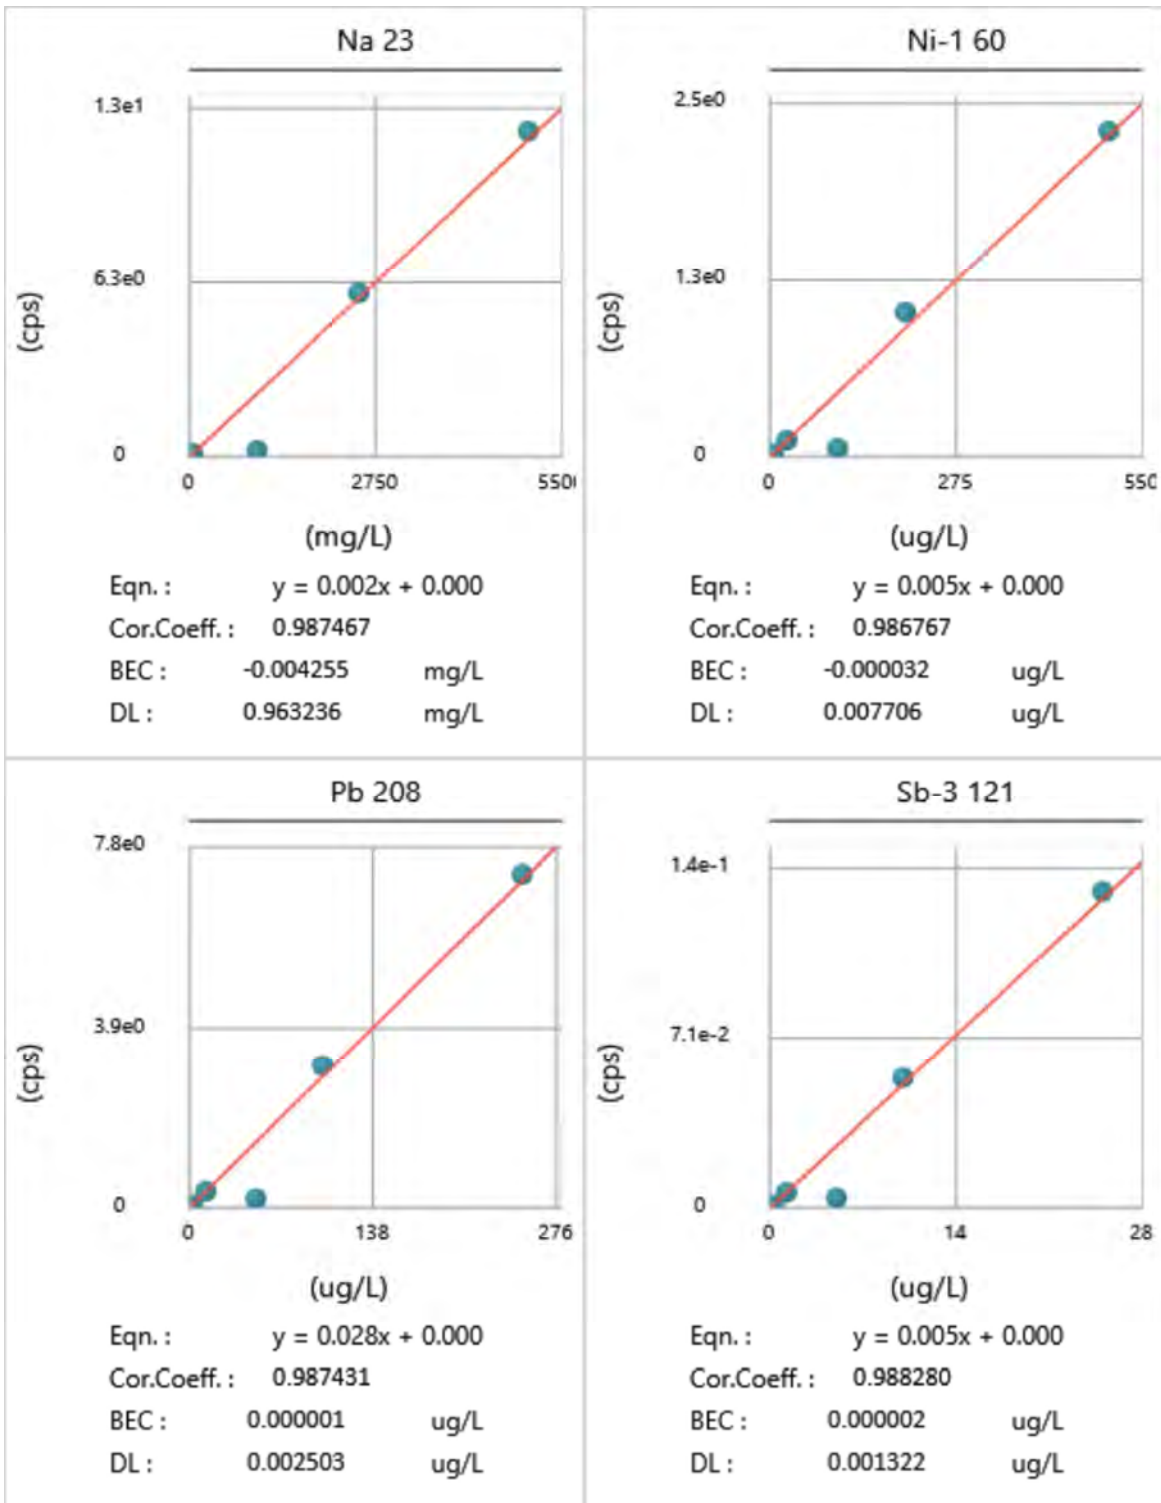 Na 23
1.3e1
6.3e0
0
(cps)
0 2750 550
(mg/L)
Eqn. : y = 0.002x + 0.000
Cor.Coeff. : 0.987467
BEC : -0.004255 mg/L
DL : 0.963236 mg/L
Ni-1 60
2.5e0
1.3e0
0
(cps)
0 275 550
(ug/L)
Eqn. : y = 0.005x + 0.000
Cor.Coeff. : 0.986767
BEC : -0.000032 ug/L
DL : 0.007706 ug/L
Pb 208
7.8e0
3.9e0
0
(cps)
0 138 276
(ug/L)
Eqn. : y = 0.028x + 0.000
Cor.Coeff. : 0.987431
BEC : 0.000001 ug/L
DL : 0.002503 ug/L
Sb-3 121
1.4e-1
7.1e-2
0
(cps)
0 14 28
(ug/L)
Eqn. : y = 0.005x + 0.000
Cor.Coeff. : 0.988280
BEC : 0.000002 ug/L
DL : 0.001322 ug/L